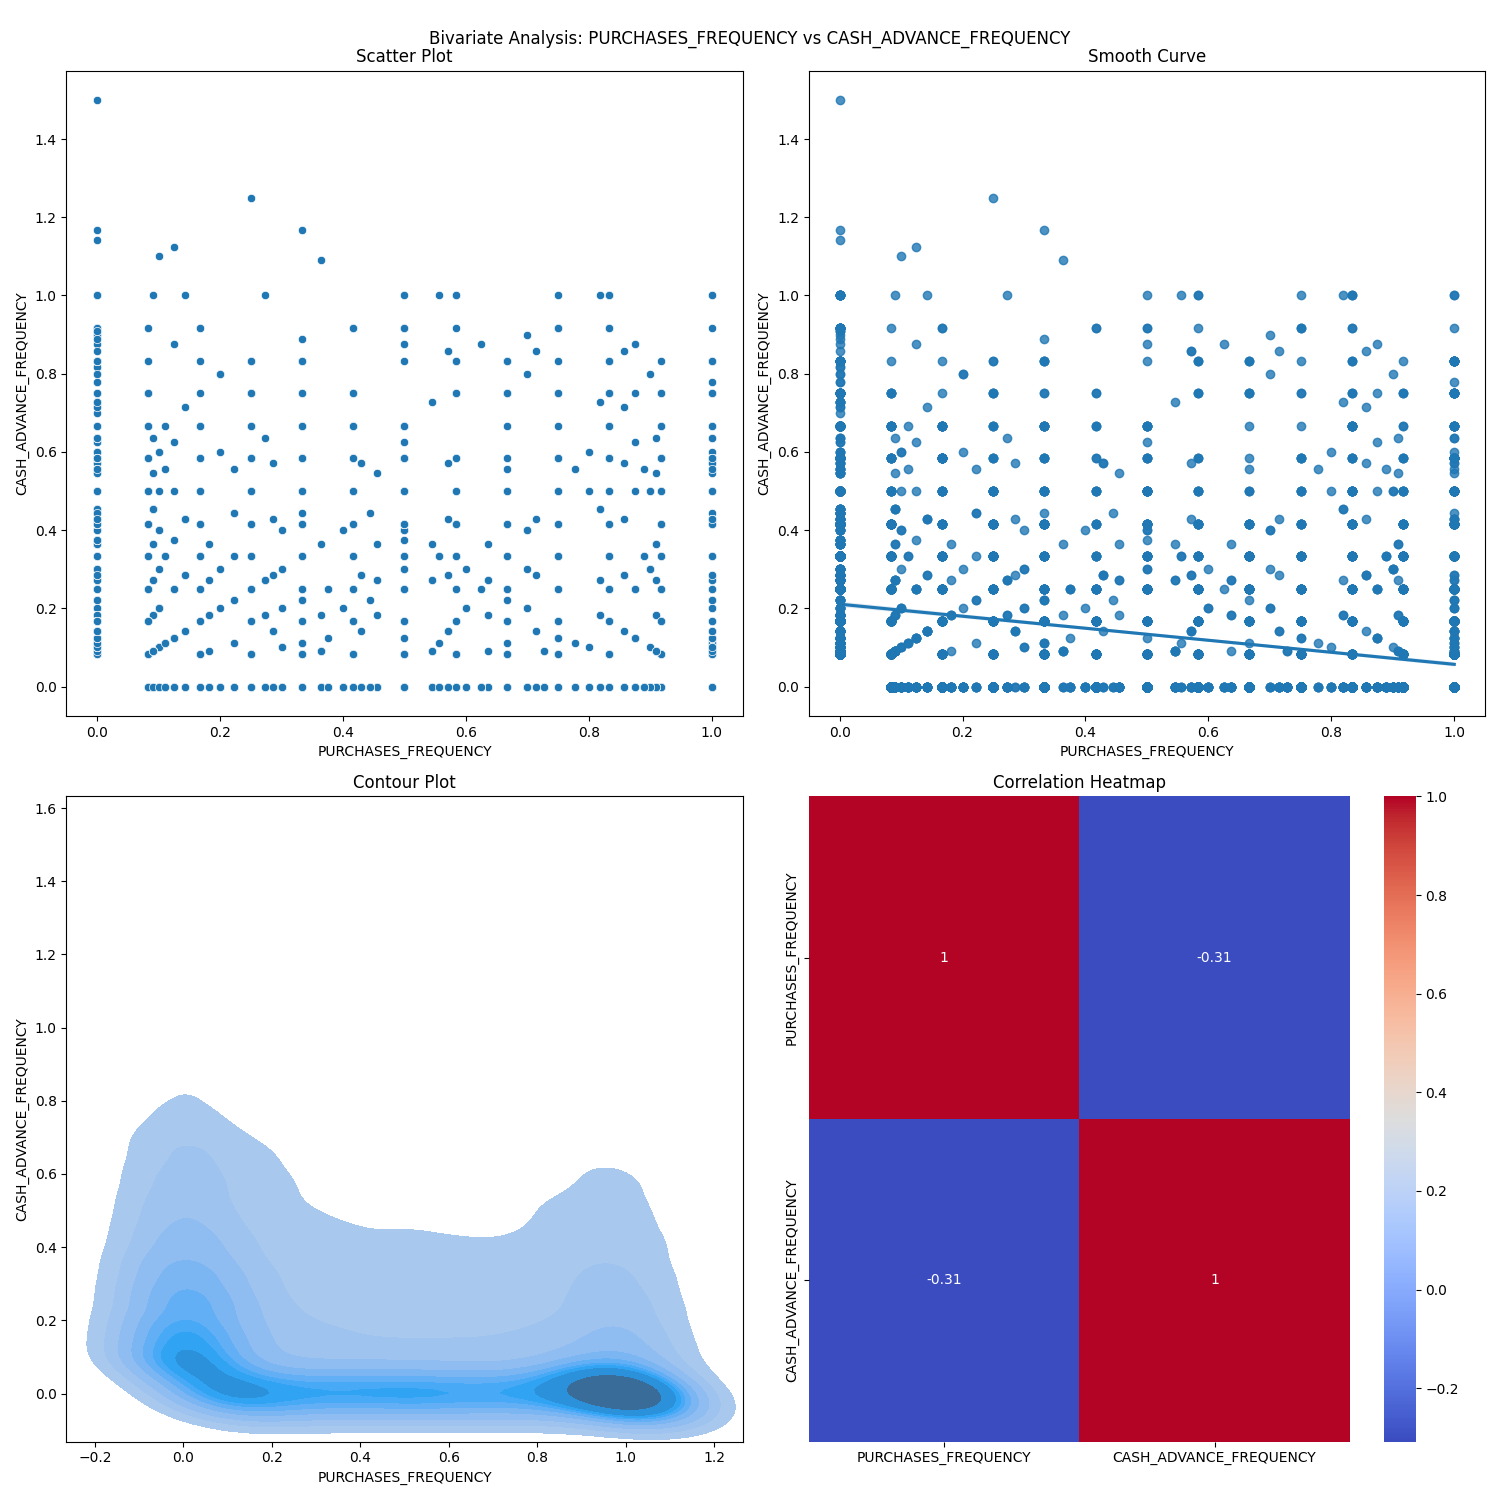 Bivariate Analysis: PURCHASES_FREQUENCY vs CASH_ADVANCE_FREQUENCY
Scatter Plot
CASH_ADVANCE_FREQUENCY
1.4
1.2
1.0
0.8
0.6
0.4
0.2
0.0
0.0 0.2 0.4 0.6 0.8 1.0
PURCHASES_FREQUENCY
Smooth Curve
CASH_ADVANCE_FREQUENCY
1.4
1.2
1.0
0.8
0.6
0.4
0.2
0.0
0.0 0.2 0.4 0.6 0.8 1.0
PURCHASES_FREQUENCY
Contour Plot
CASH_ADVANCE_FREQUENCY
1.6
1.4
1.2
1.0
0.8
0.6
0.4
0.2
0.0
−0.2 0.0 0.2 0.4 0.6 0.8 1.0 1.2
PURCHASES_FREQUENCY
Correlation Heatmap
PURCHASES_FREQUENCY
CASH_ADVANCE_FREQUENCY
1 -0.31
-0.31 1
PURCHASES_FREQUENCY CASH_ADVANCE_FREQUENCY
1.0
0.8
0.6
0.4
0.2
0.0
−0.2